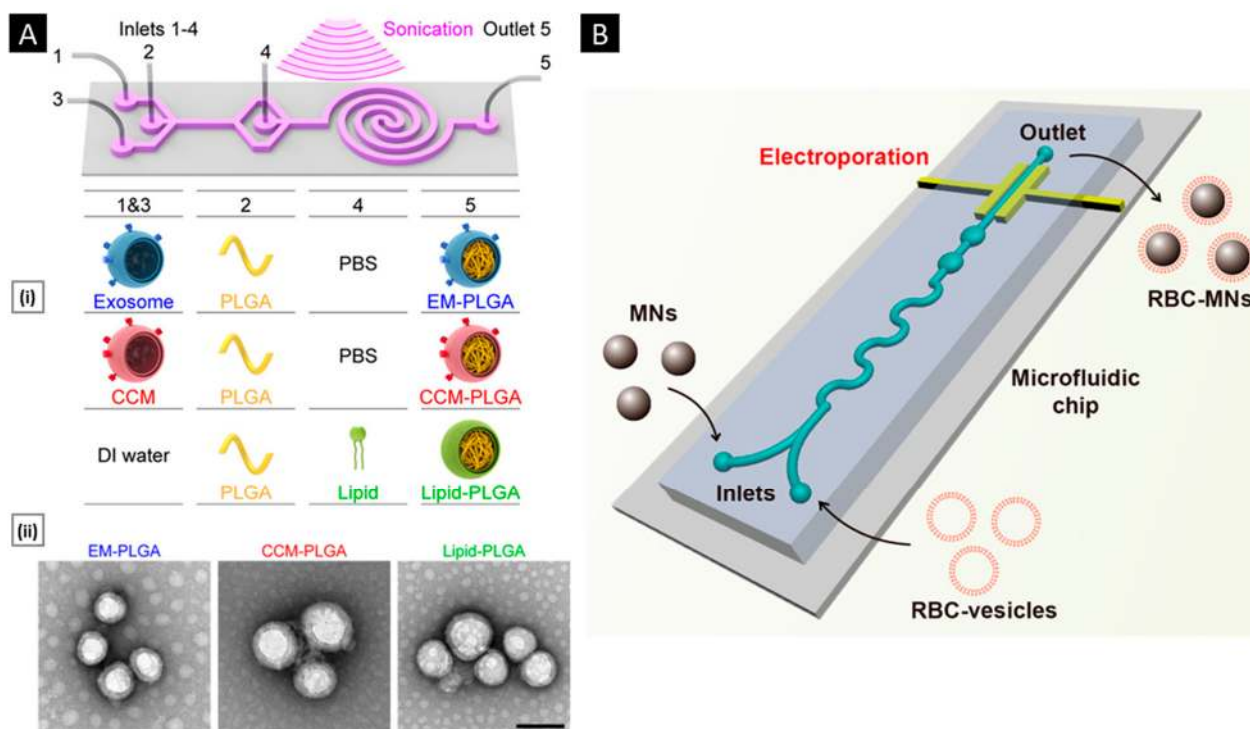 A
Inlets 1-4
Sonication
Outlet 5
1
2
3
4
5
1&3
2
4
5
(i)
PBS
Exosome
PLGA
EM-PLGA
PBS
CCM
PLGA
CCM-PLGA
DI water
PLGA
Lipid
Lipid-PLGA
(ii)
EM-PLGA
CCM-PLGA
Lipid-PLGA
B
Outlet
Electroporation
RBC-MNs
MNs
Microfluidic
chip
Inlets
RBC-vesicles